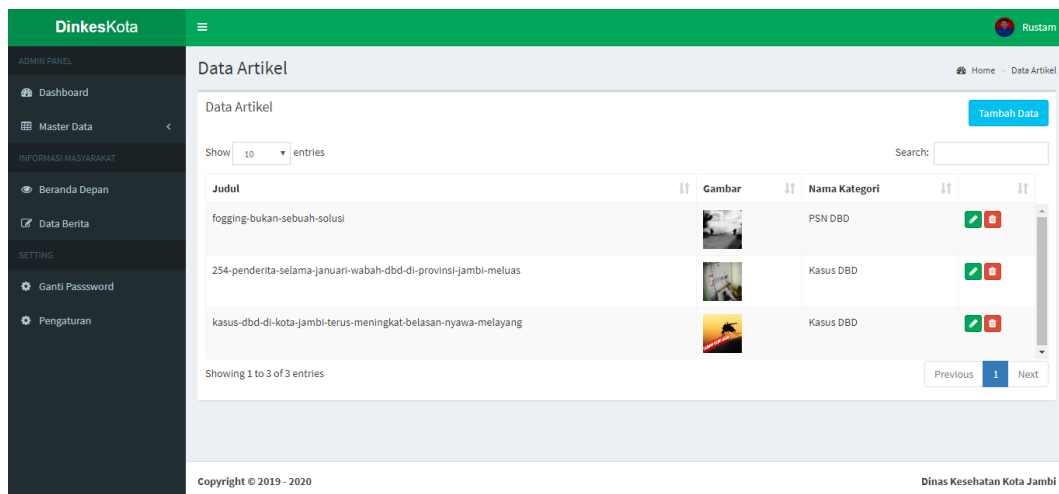 DinkesKota
Rustam
ADMIN PANEL
Dashboard
Master Data
INFORMASI MASYARAKAT
Beranda Depan
Data Berita
SETTING
Ganti Passsword
Pengaturan
Data Artikel
Home > Data Artikel
Data Artikel
Tambah Data
Show 10 entries
Search:
Judul Gambar Nama Kategori
fogging-bukan-sebuah-solusi PSN DBD
254-penderita-selama-januari-wabah-dbd-di-provinsi-jambi-meluas Kasus DBD
kasus-dbd-di-kota-jambi-terus-meningkat-belasan-nyawa-melayang Kasus DBD
Showing 1 to 3 of 3 entries
Previous 1 Next
Copyright © 2019 - 2020
Dinas Kesehatan Kota Jambi